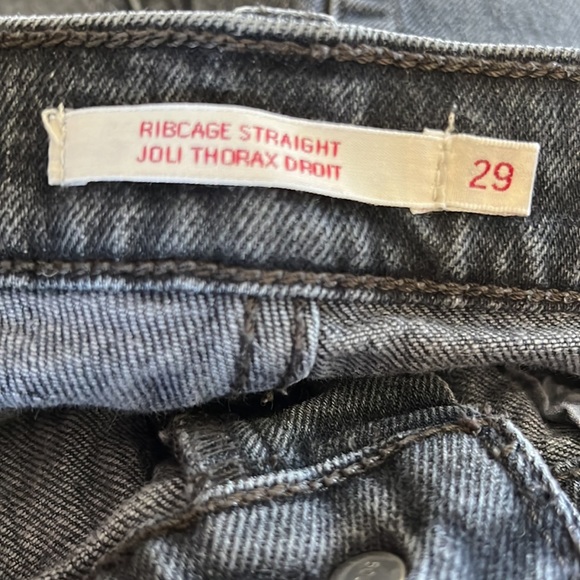 RIBCAGE STRAIGHT
JOLI THORAX DROIT
29